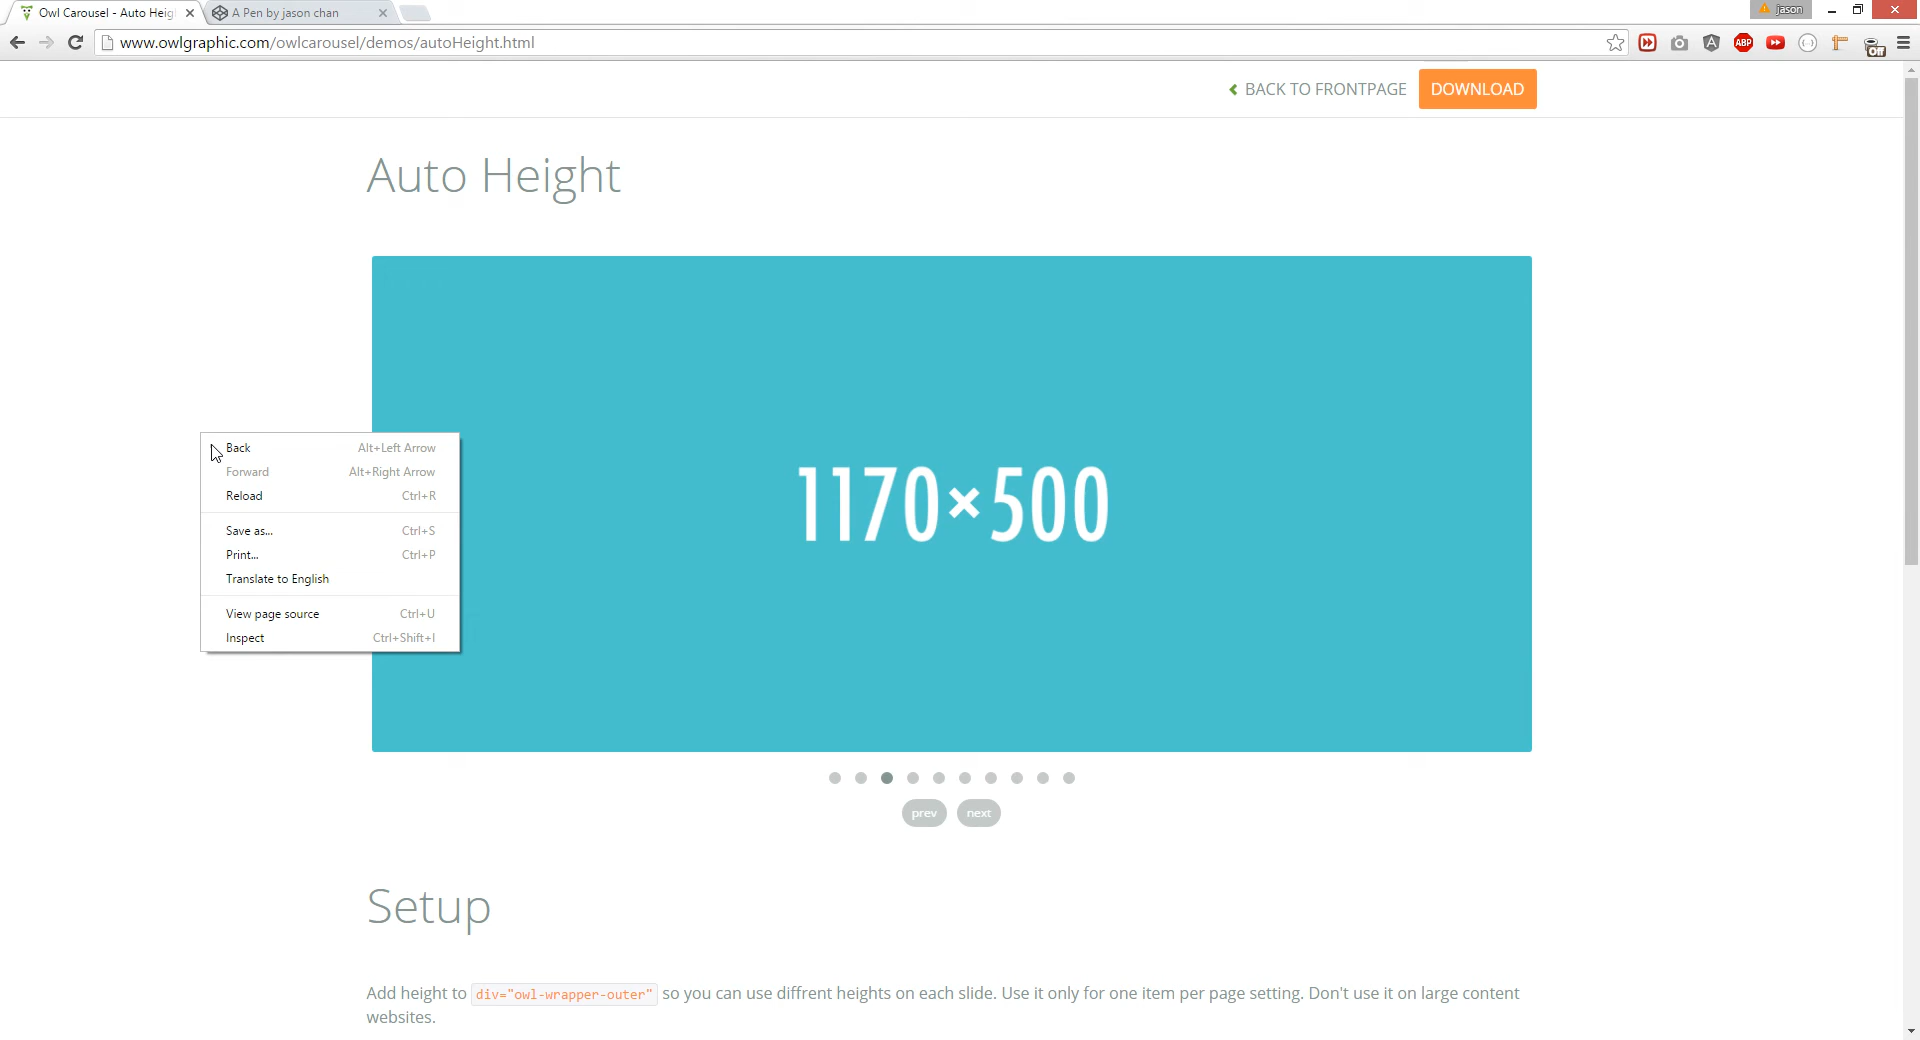 Owl Carousel - Auto Heig
A Pen by jason chan
jason
www.owlgraphic.com/owlcarousel/demos/autoHeight.html
ABP
Off
BACK TO FRONTPAGE
DOWNLOAD
Auto Height
1170×500
Back Alt+Left Arrow
Forward Alt+Right Arrow
Reload Ctrl+R
Save as... Ctrl+S
Print... Ctrl+P
Translate to English
View page source Ctrl+U
Inspect Ctrl+Shift+I
prev next
Setup
Add height to div="owl-wrapper-outer" so you can use diffrent heights on each slide. Use it only for one item per page setting. Don't use it on large content
websites.